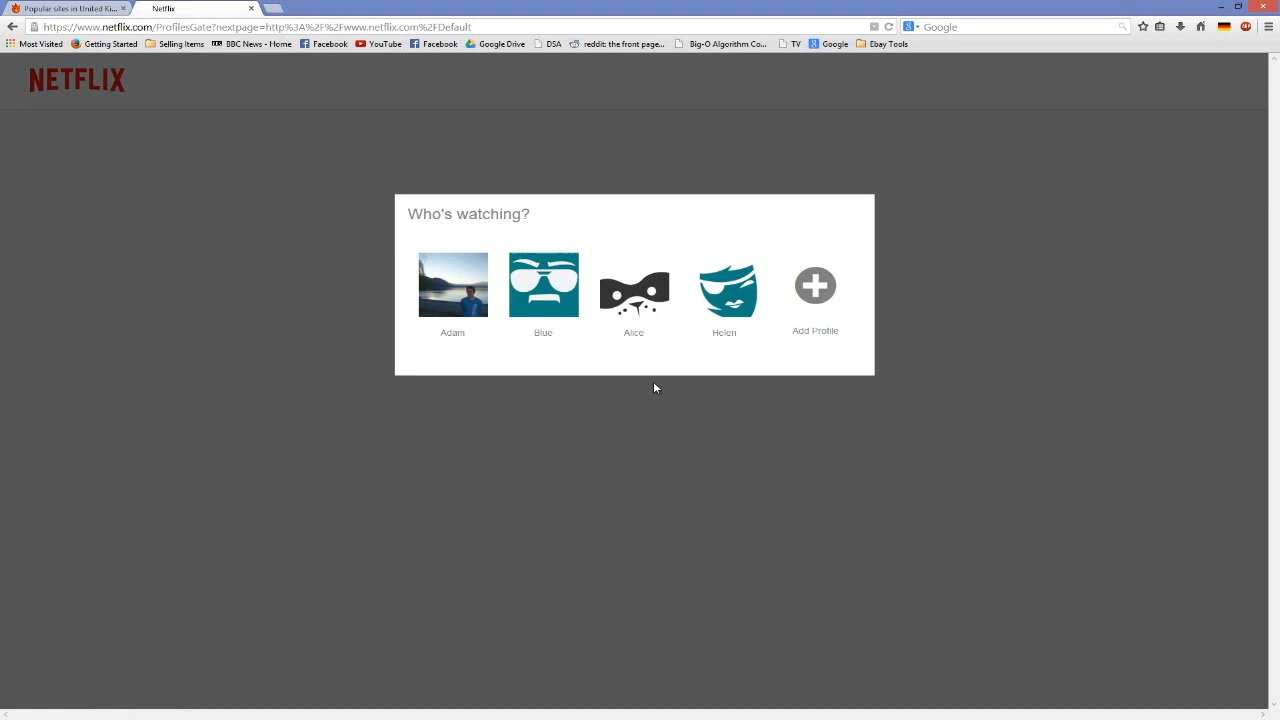 Popular sites in United Ki...
Netflix
https://www.netflix.com/ProfilesGate?nextpage=http%3A%2F%2Fwww.netflix.com%2FDefault
Google
Most Visited Getting Started Selling Items BBC News - Home Facebook YouTube Facebook Google Drive DSA reddit: the front page... Big-O Algorithm Co... TV Google Ebay Tools
NETFLIX
Who's watching?
Adam Blue Alice Helen Add Profile